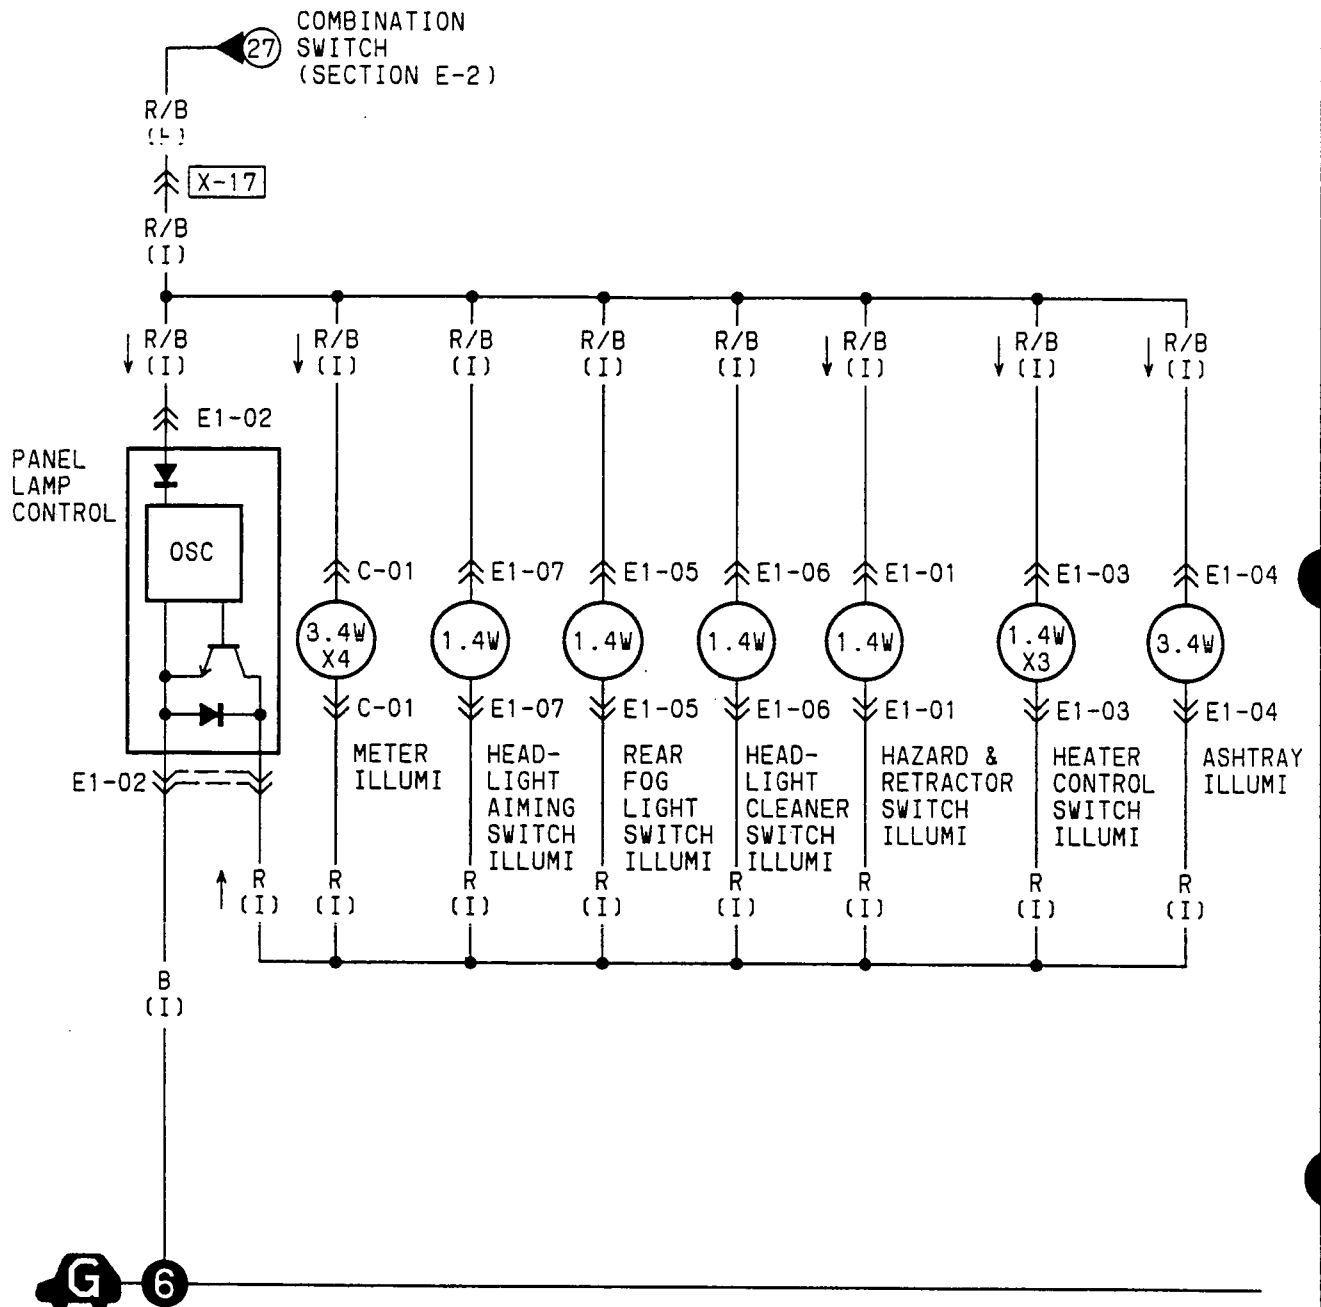 COMBINATION
SWITCH
(SECTION E-2)
27
R/B
X-17
R/B
(I)
R/B R/B R/B R/B R/B R/B R/B R/B
(I) (I) (I) (I) (I) (I) (I) (I)
E1-02
PANEL
LAMP
CONTROL
OSC
C-01 E1-07 E1-05 E1-06 E1-01 E1-03 E1-04
3.4W
X4
1.4W
1.4W
1.4W
1.4W
1.4W
X3
3.4W
C-01 E1-07 E1-05 E1-06 E1-01 E1-03 E1-04
E1-02
METER
ILLUMI
HEAD-
LIGHT
AIMING
SWITCH
ILLUMI
REAR
FOG
LIGHT
SWITCH
ILLUMI
HEAD-
LIGHT
CLEANER
SWITCH
ILLUMI
HAZARD &
RETRACTOR
SWITCH
ILLUMI
HEATER
CONTROL
SWITCH
ILLUMI
ASHTRAY
ILLUMI
R R R R R R R R
(I) (I) (I) (I) (I) (I) (I) (I)
B
(I)
G 6